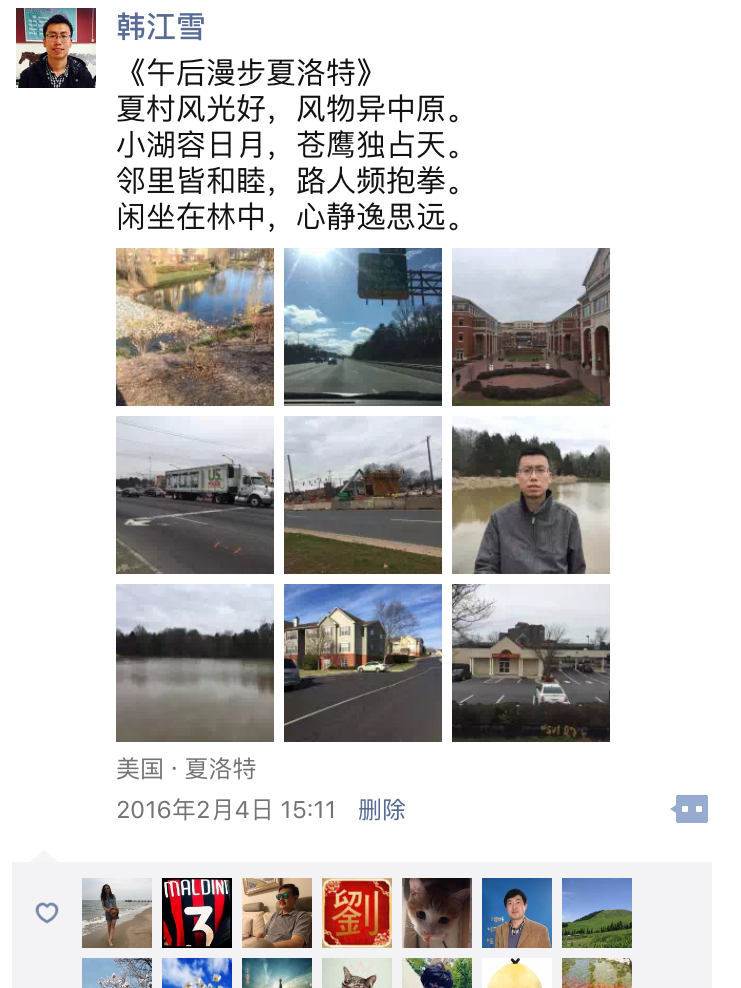 韩江雪
《午后漫步夏洛特》
夏村风光好，风物异中原。
小湖容日月，苍鹰独占天。
邻里皆和睦，路人频抱拳。
闲坐在林中，心静逸思远。
US
美国 · 夏洛特
2016年2月4日 15:11 删除
MALDINI
3
劉